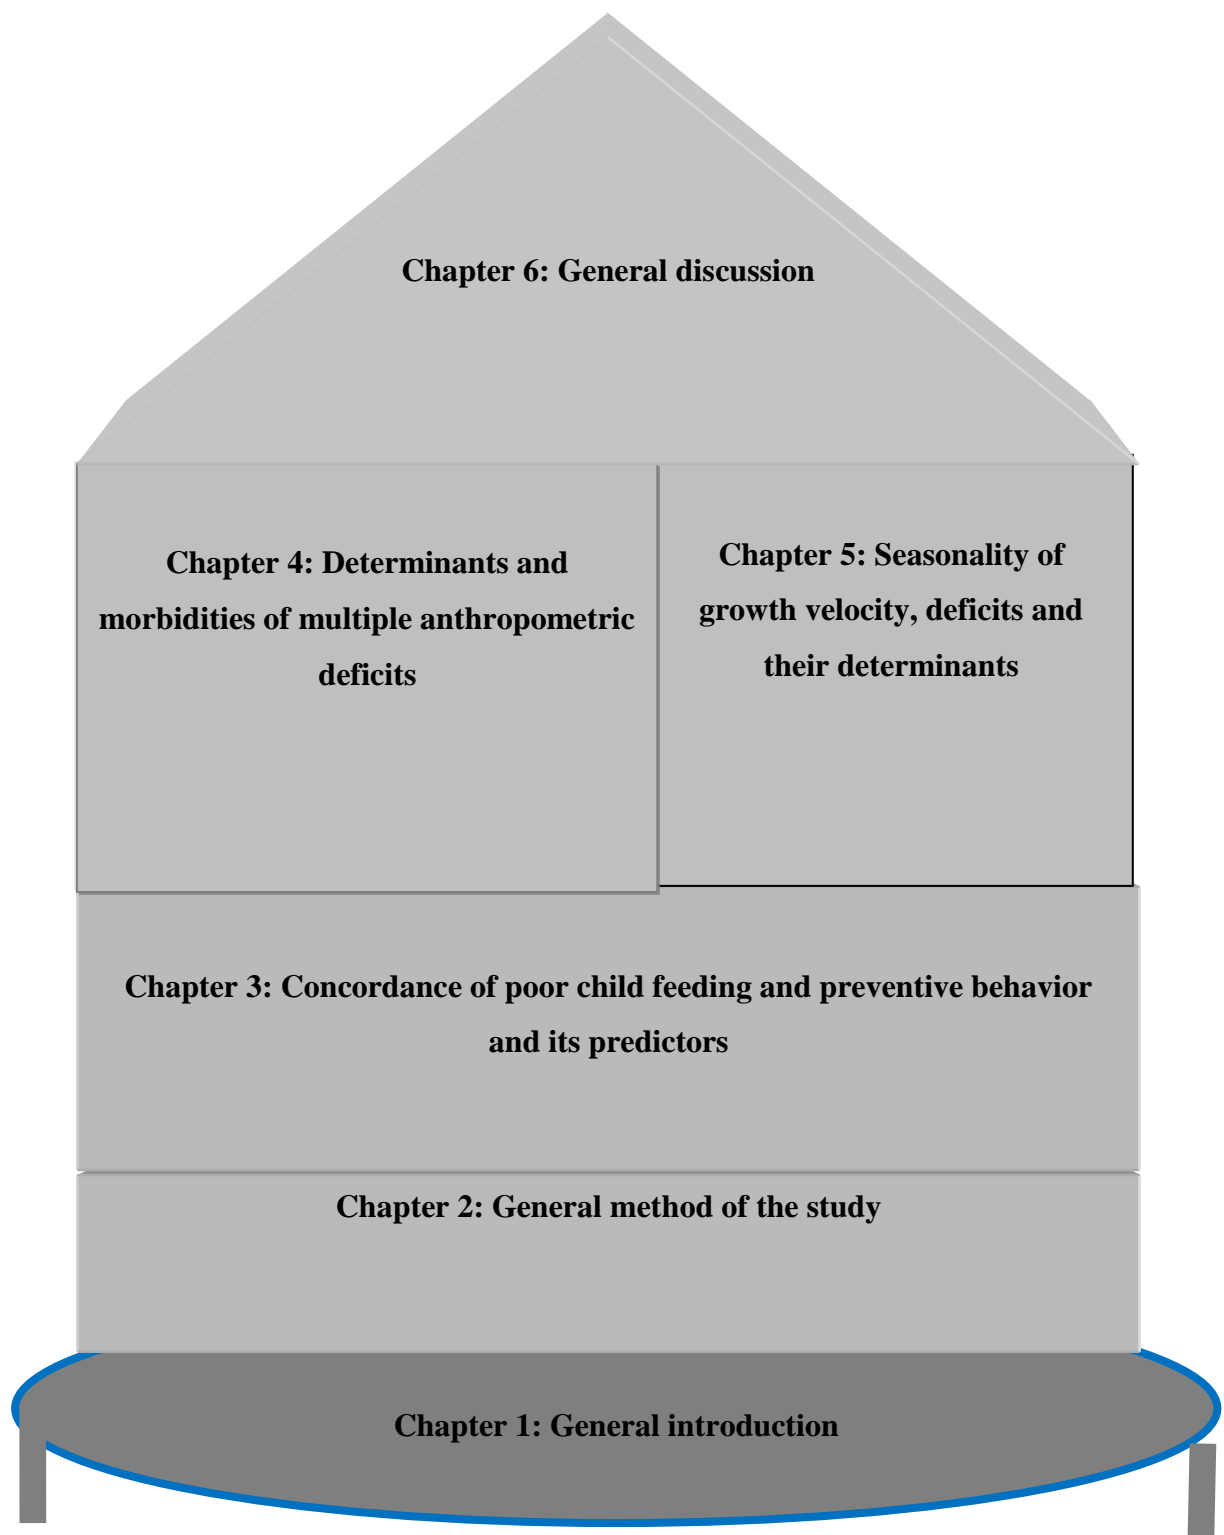 Chapter 6: General discussion
Chapter 4: Determinants and
morbidities of multiple anthropometric
deficits
Chapter 5: Seasonality of
growth velocity, deficits and
their determinants
Chapter 3: Concordance of poor child feeding and preventive behavior
and its predictors
Chapter 2: General method of the study
Chapter 1: General introduction